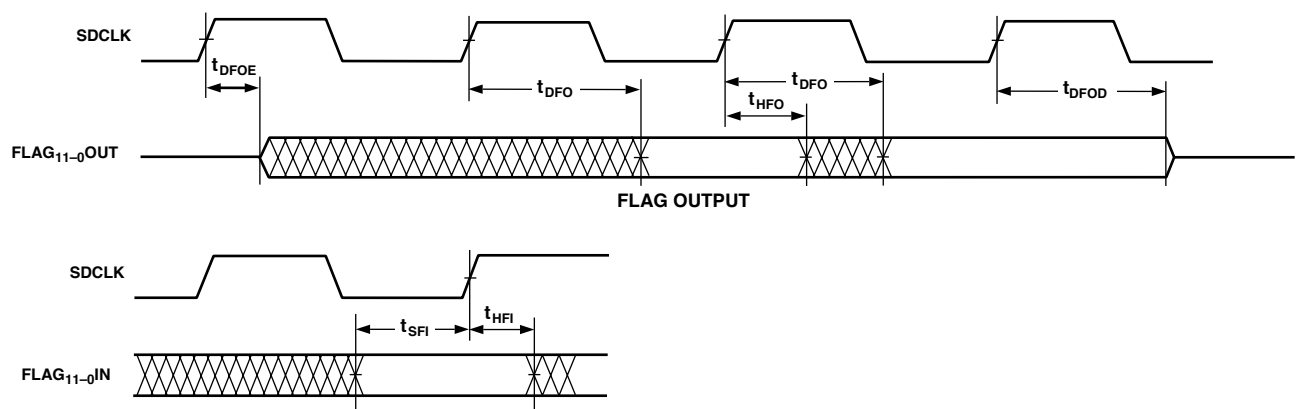 SDCLK
tDFOE
tDFO
tDFO
tHFO
tDFOD
FLAG11–0OUT
FLAG OUTPUT
SDCLK
tSFI
tHFI
FLAG11–0IN